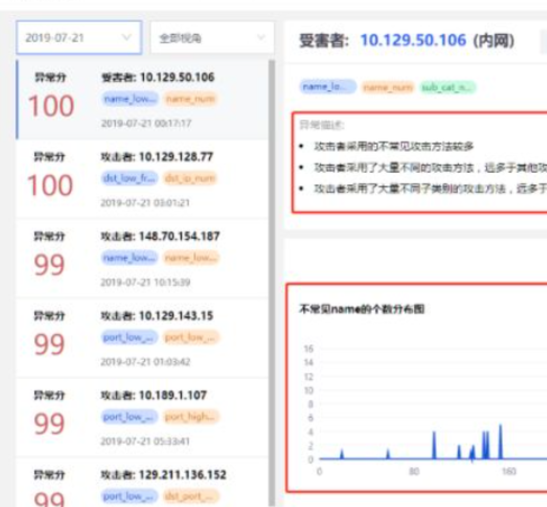 2019-07-21
全部视角
异常分
100
受害者: 10.129.50.106
name_low...
name_num
2019-07-21 00:17:17
异常分
100
攻击者: 10.129.128.77
dst_low_fr...
dst_ip_num
2019-07-21 03:01:21
异常分
99
攻击者: 148.70.154.187
name_low...
name_low...
2019-07-21 10:15:39
异常分
99
攻击者: 10.129.143.15
port_low_...
port_low_...
2019-07-21 01:03:42
异常分
99
攻击者: 10.189.1.107
port_low_...
port_high...
2019-07-21 05:33:41
异常分
99
攻击者: 129.211.136.152
port_low_...
dst_port_...
受害者: 10.129.50.106 (内网)
name_lo...
name_num
sub_cat_n...
异常描述:
• 攻击者采用的不常见攻击方法较多
• 攻击者采用了大量不同的攻击方法，远多于其他攻
• 攻击者采用了大量不同子类别的攻击方法，远多于
不常见name的个数分布图
16
14
12
10
8
6
4
2
0
0
80
160